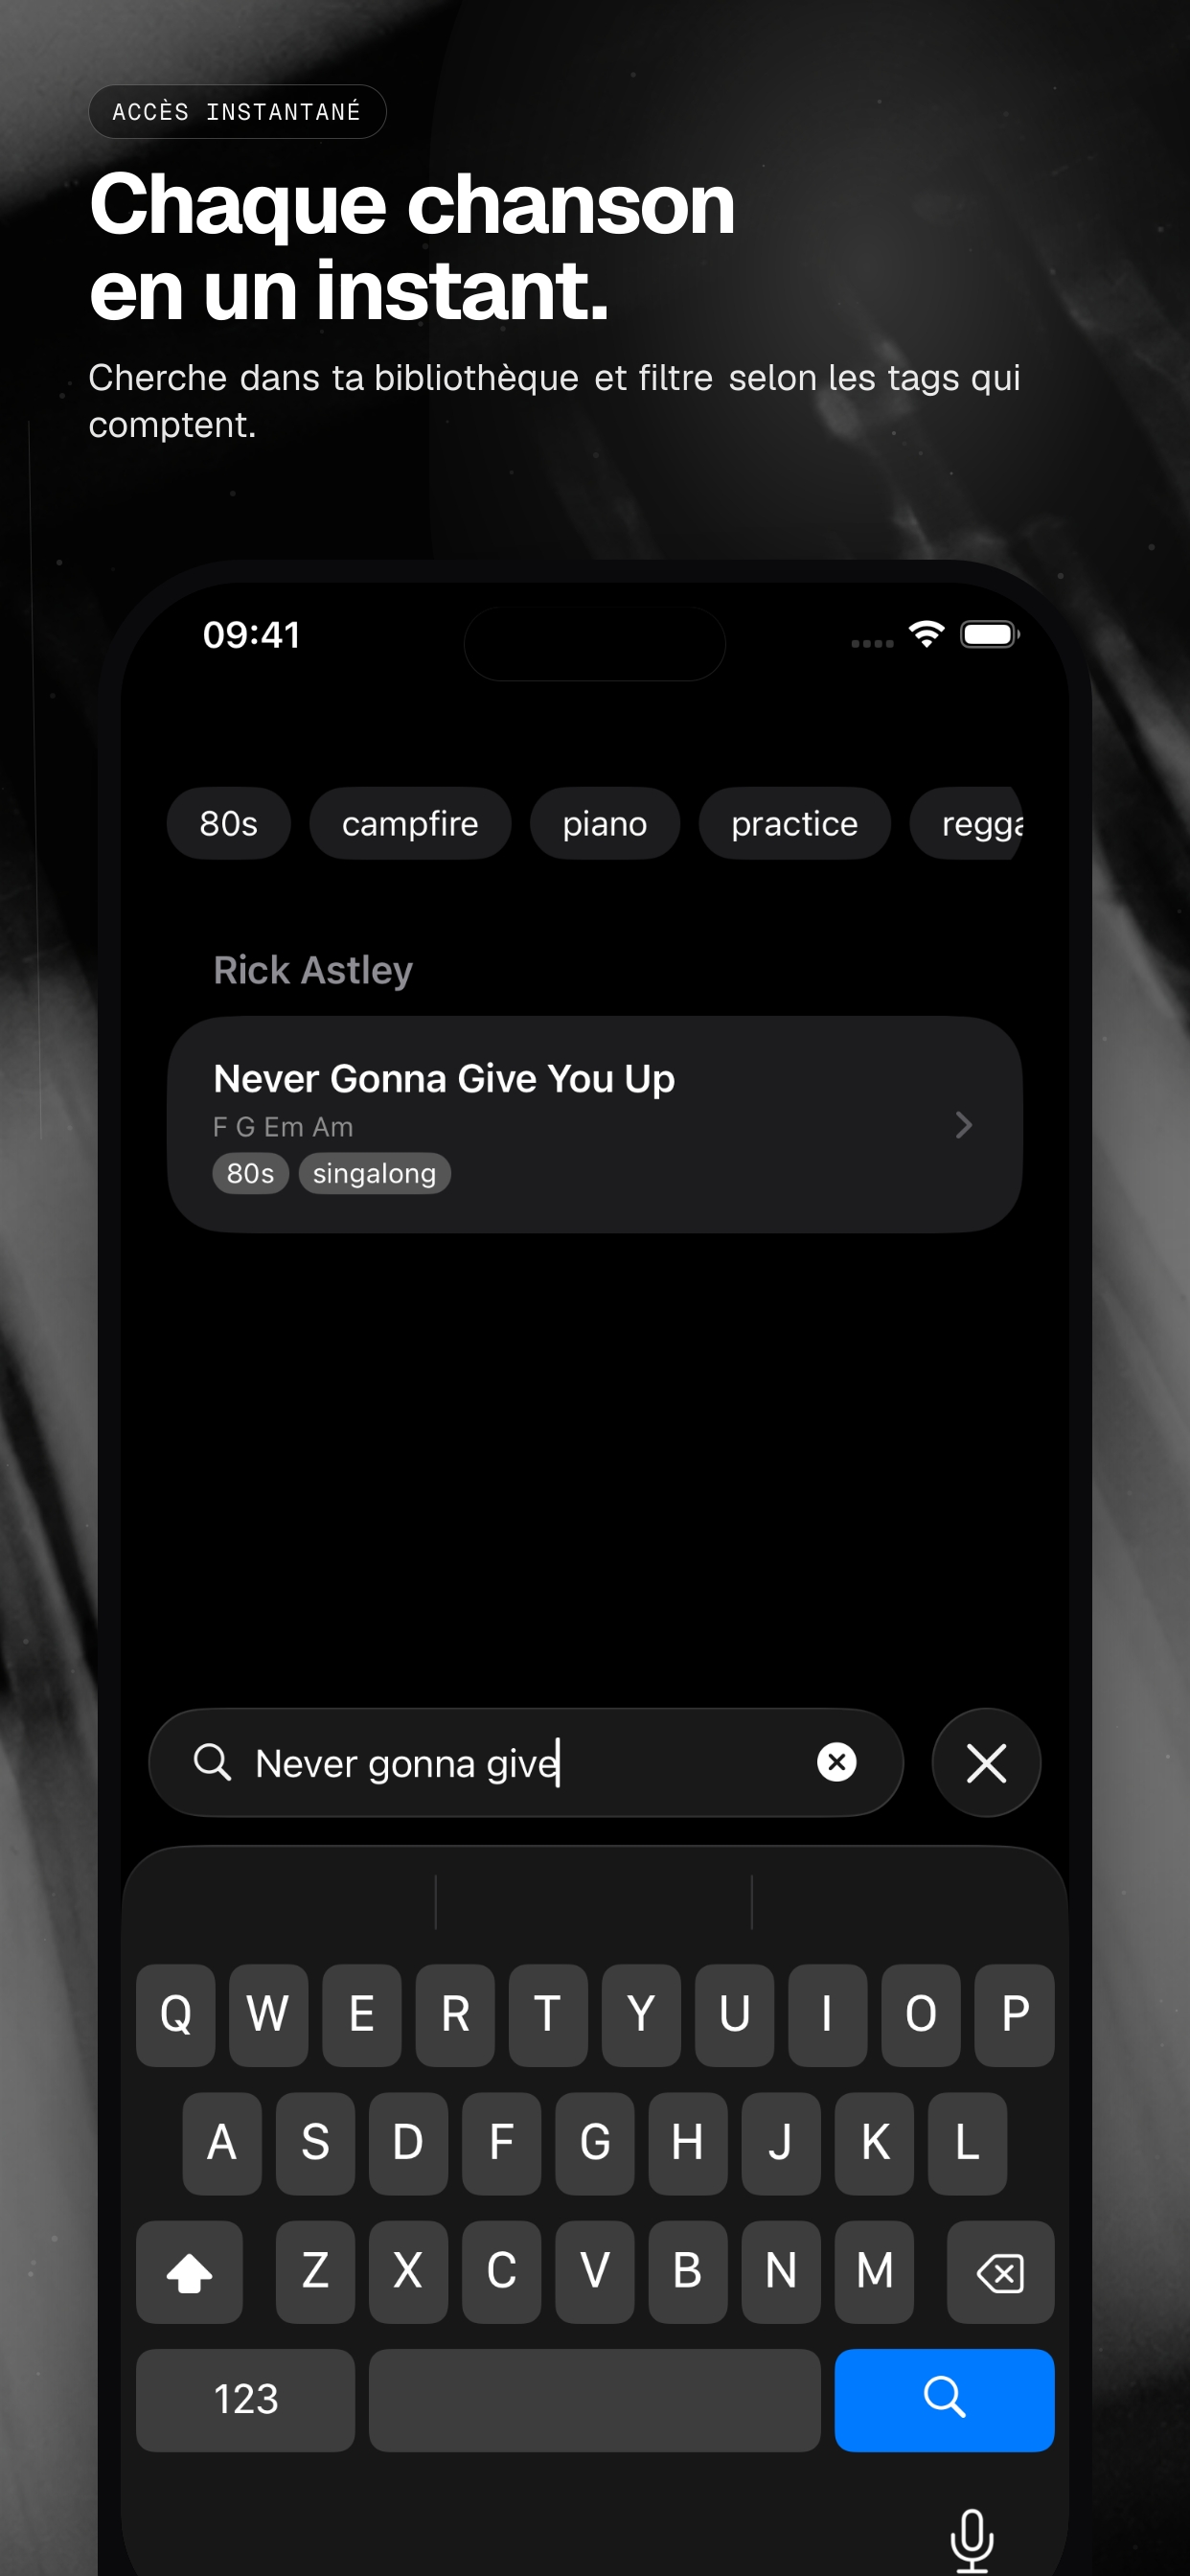 ACCÈS INSTANTANÉ
Chaque chanson
en un instant.
Cherche dans ta bibliothèque et filtre selon les tags qui
comptent.
09:41
80s campfire piano practice regga
Rick Astley
Never Gonna Give You Up
F G Em Am
80s singalong
Never gonna give
Q W E R T Y U I O P
A S D F G H J K L
Z X C V B N M
123